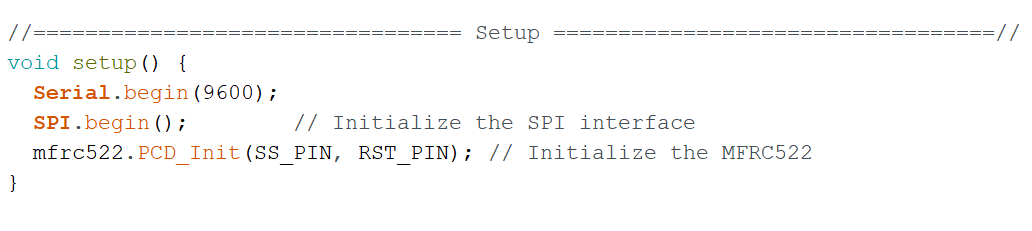 //================================= Setup ==================================//
void setup() {
  Serial.begin(9600);
  SPI.begin();        // Initialize the SPI interface
  mfrc522.PCD_Init(SS_PIN, RST_PIN); // Initialize the MFRC522
}